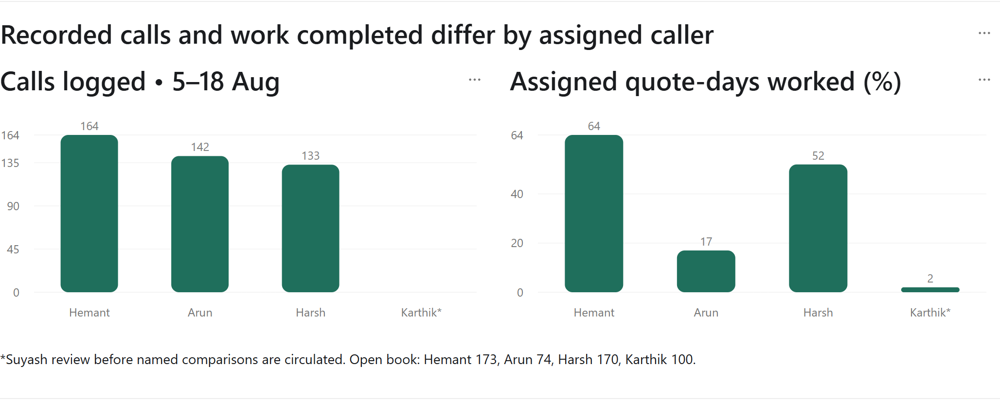 Recorded calls and work completed differ by assigned caller
Calls logged • 5–18 Aug
164
135
90
45
0
164
142
133
Hemant
Arun
Harsh
Karthik*
Assigned quote-days worked (%)
64
40
20
0
64
17
52
2
Hemant
Arun
Harsh
Karthik*
*Suyash review before named comparisons are circulated. Open book: Hemant 173, Arun 74, Harsh 170, Karthik 100.